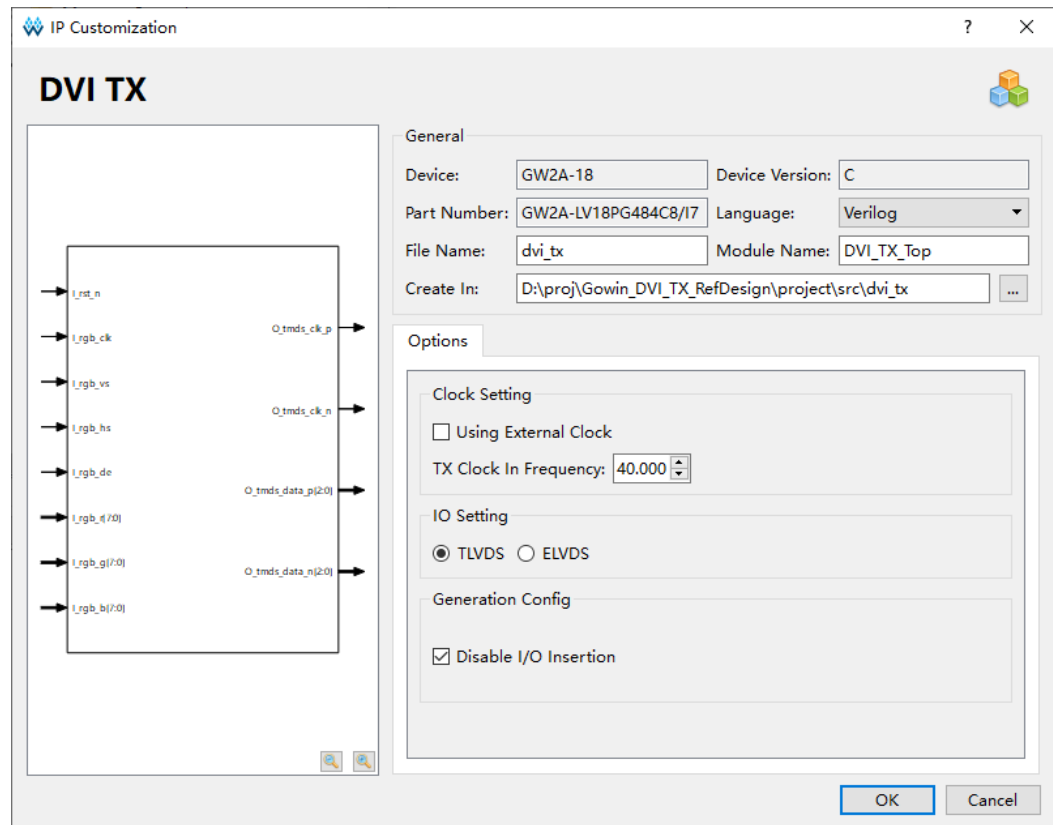 IP Customization
?
DVI TX
I_rst_n
I_rgb_clk
I_rgb_vs
I_rgb_hs
I_rgb_de
I_rgb_r[7:0]
I_rgb_g[7:0]
I_rgb_b[7:0]
O_tmds_clk_p
O_tmds_clk_n
O_tmds_data_p[2:0]
O_tmds_data_n[2:0]
General
Device: GW2A-18 Device Version: C
Part Number: GW2A-LV18PG484C8/I7 Language: Verilog
File Name: dvi_tx Module Name: DVI_TX_Top
Create In: D:\proj\Gowin_DVI_TX_RefDesign\project\src\dvi_tx ...
Options
Clock Setting
Using External Clock
TX Clock In Frequency: 40.000
IO Setting
TLVDS ELVDS
Generation Config
Disable I/O Insertion
OK Cancel